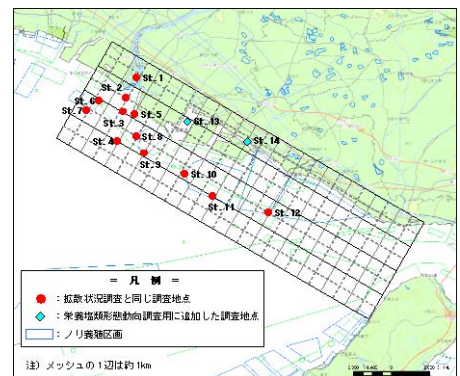 St. 1
St. 2
St. 6
St. 7
St. 3
St. 5
St. 13
St. 8
St. 4
St. 14
St. 9
St. 10
St. 11
St. 12
= 凡 例 =
:拡散状況調査と同じ調査地点
:栄養塩類形態動向調査用に追加した調査地点
:ノリ養殖区画
注) メッシュの1辺は約1km